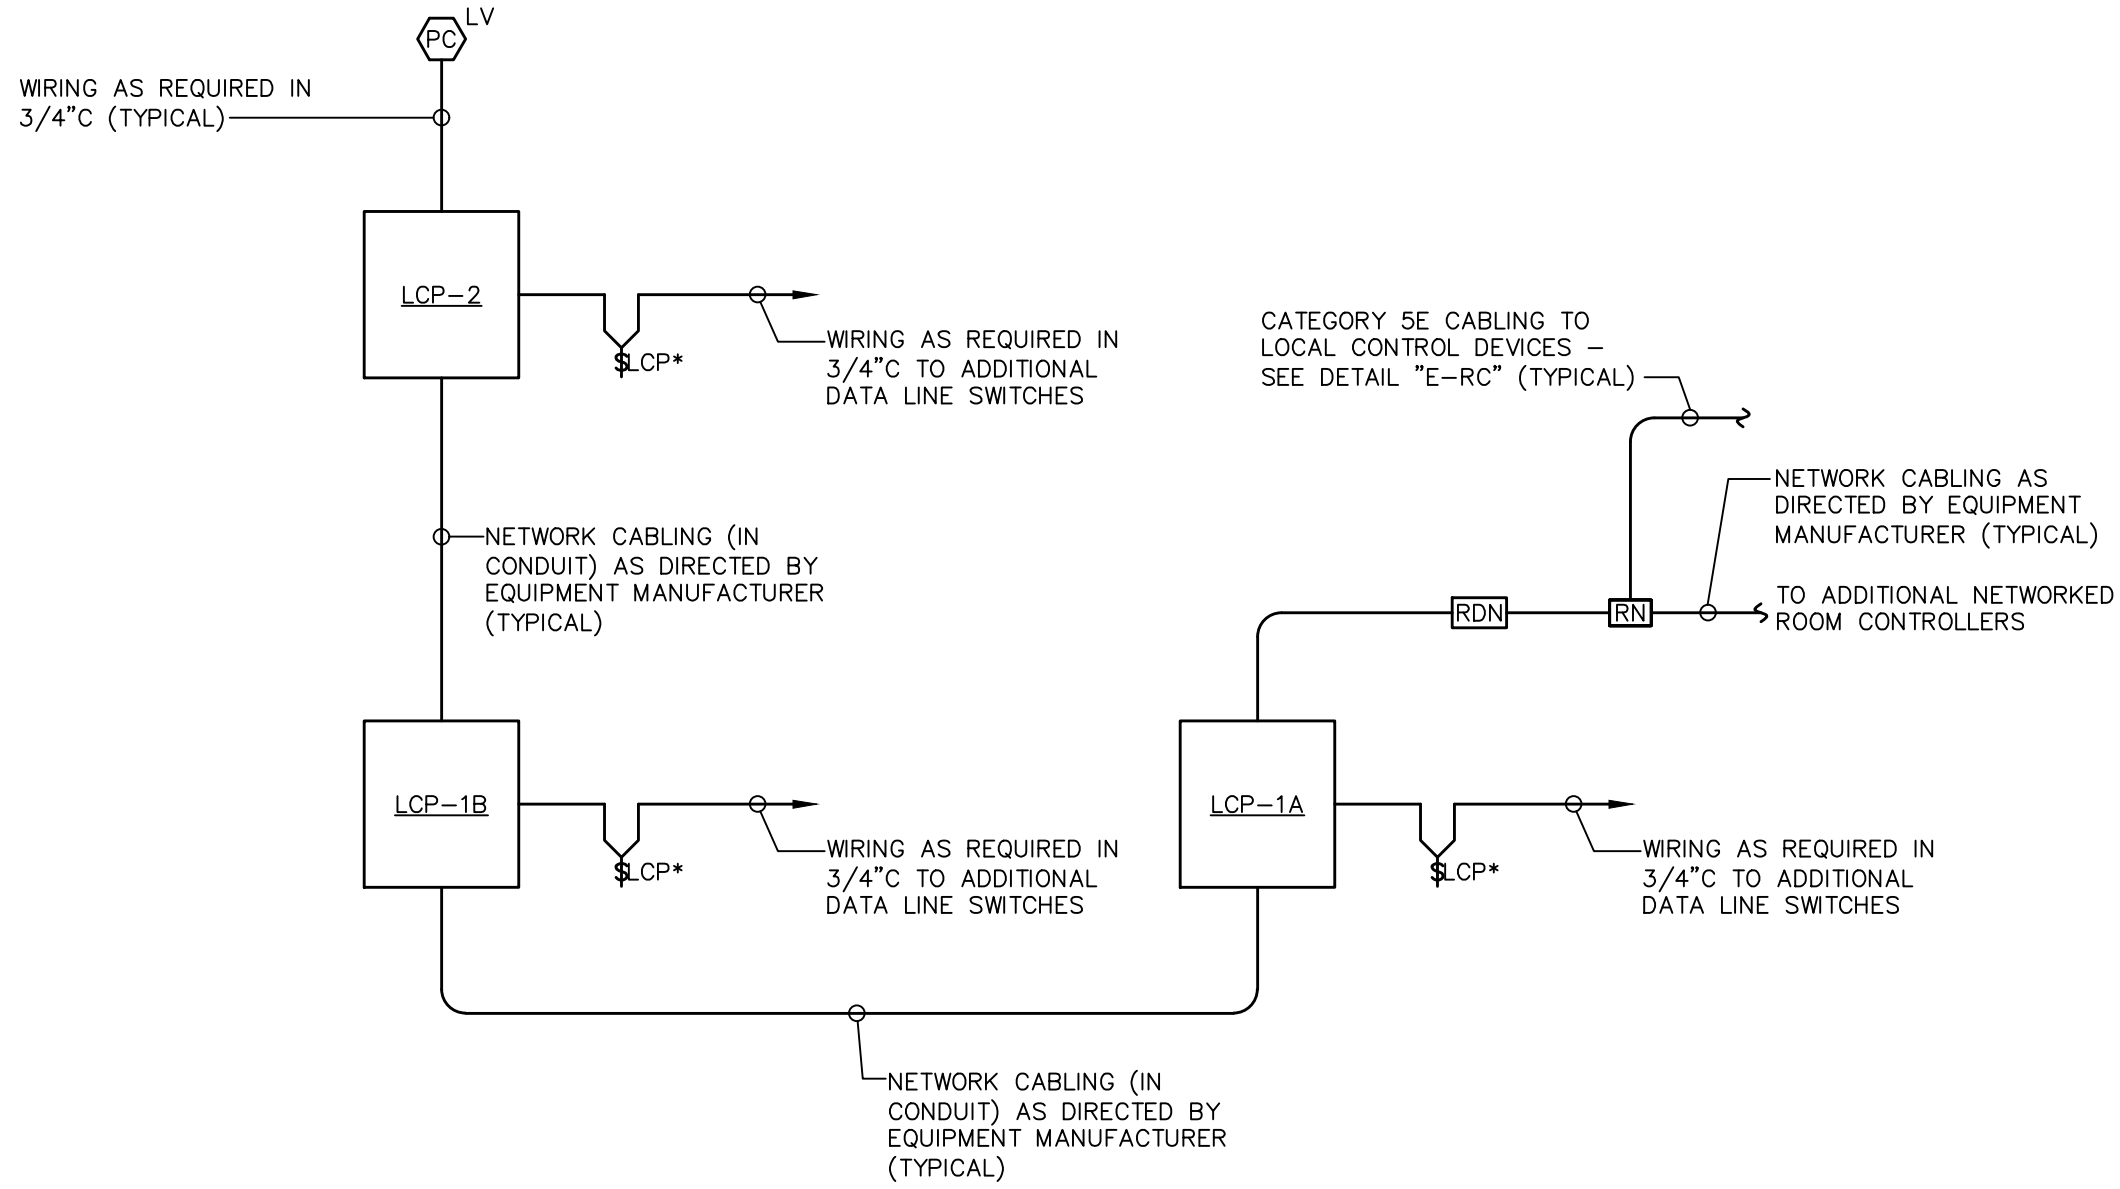 LV
PC
WIRING AS REQUIRED IN
3/4"C (TYPICAL)
LCP-2
$LCP*
WIRING AS REQUIRED IN
3/4"C TO ADDITIONAL
DATA LINE SWITCHES
CATEGORY 5E CABLING TO
LOCAL CONTROL DEVICES –
SEE DETAIL "E-RC" (TYPICAL)
NETWORK CABLING AS
DIRECTED BY EQUIPMENT
MANUFACTURER (TYPICAL)
NETWORK CABLING (IN
CONDUIT) AS DIRECTED BY
EQUIPMENT MANUFACTURER
(TYPICAL)
RDN
RN
TO ADDITIONAL NETWORKED
ROOM CONTROLLERS
LCP-1B
$LCP*
WIRING AS REQUIRED IN
3/4"C TO ADDITIONAL
DATA LINE SWITCHES
LCP-1A
$LCP*
WIRING AS REQUIRED IN
3/4"C TO ADDITIONAL
DATA LINE SWITCHES
NETWORK CABLING (IN
CONDUIT) AS DIRECTED BY
EQUIPMENT MANUFACTURER
(TYPICAL)